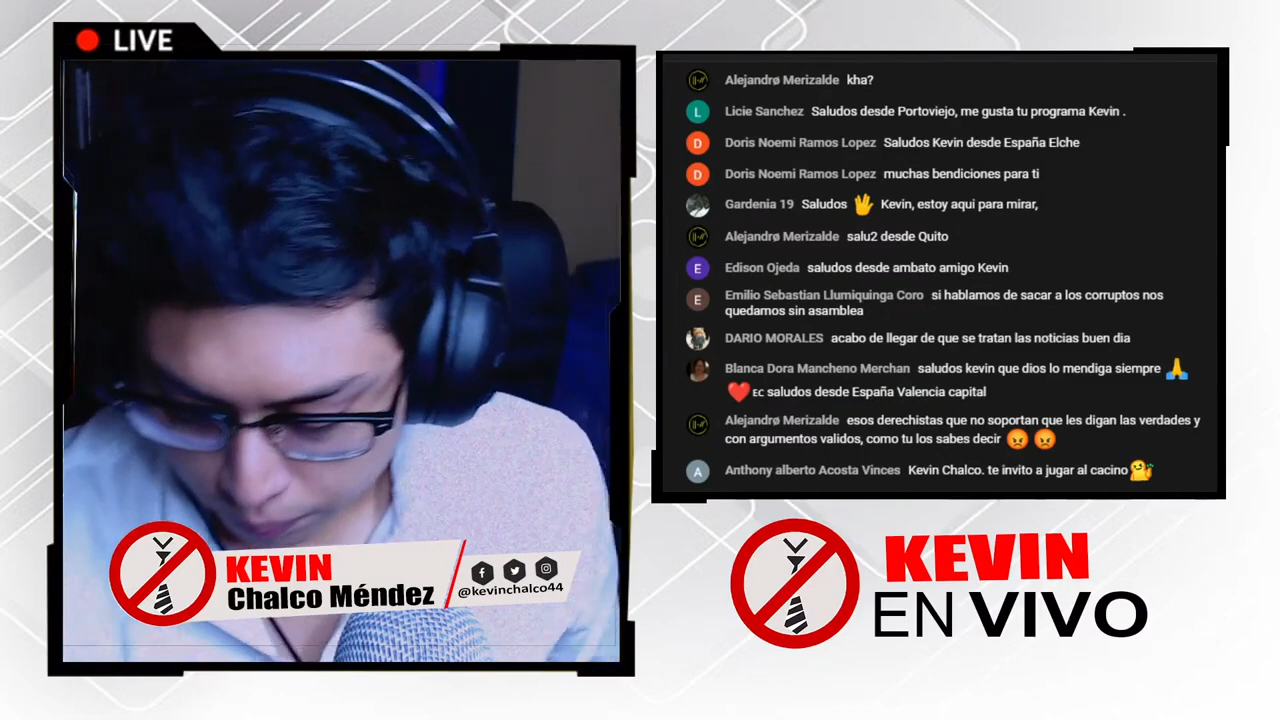 LIVE
KEVIN
Chalco Méndez
@kevinchalco44
Alejandrø Merizalde kha?
L Licie Sanchez Saludos desde Portoviejo, me gusta tu programa Kevin .
D Doris Noemi Ramos Lopez Saludos Kevin desde España Elche
D Doris Noemi Ramos Lopez muchas bendiciones para ti
Gardenia 19 Saludos 🖖 Kevin, estoy aqui para mirar,
Alejandrø Merizalde salu2 desde Quito
E Edison Ojeda saludos desde ambato amigo Kevin
E Emilio Sebastian Llumiquinga Coro si hablamos de sacar a los corruptos nos
quedamos sin asamblea
DARIO MORALES acabo de llegar de que se tratan las noticias buen dia
Blanca Dora Mancheno Merchan saludos kevin que dios lo mendiga siempre 🙏
❤️ EC saludos desde España Valencia capital
Alejandrø Merizalde esos derechistas que no soportan que les digan las verdades y
con argumentos validos, como tu los sabes decir 😡 😡
A Anthony alberto Acosta Vinces Kevin Chalco. te invito a jugar al cacino
KEVIN
EN VIVO